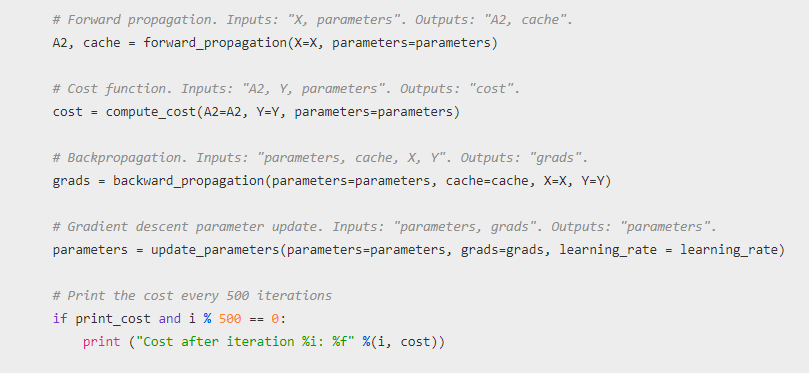 # Forward propagation. Inputs: "X, parameters". Outputs: "A2, cache".
A2, cache = forward_propagation(X=X, parameters=parameters)
# Cost function. Inputs: "A2, Y, parameters". Outputs: "cost".
cost = compute_cost(A2=A2, Y=Y, parameters=parameters)
# Backpropagation. Inputs: "parameters, cache, X, Y". Outputs: "grads".
grads = backward_propagation(parameters=parameters, cache=cache, X=X, Y=Y)
# Gradient descent parameter update. Inputs: "parameters, grads". Outputs: "parameters".
parameters = update_parameters(parameters=parameters, grads=grads, learning_rate = learning_rate)
# Print the cost every 500 iterations
if print_cost and i % 500 == 0:
    print ("Cost after iteration %i: %f" %(i, cost))